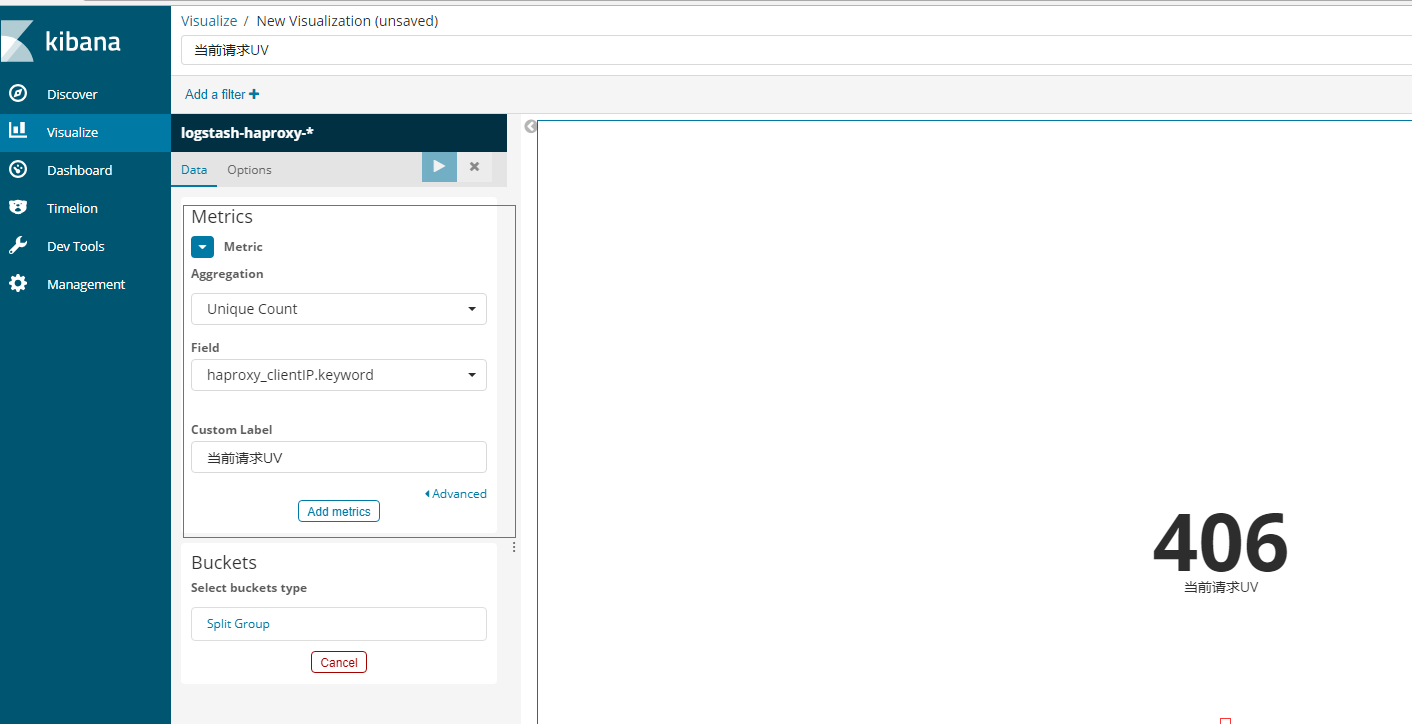 Visualize / New Visualization (unsaved)
kibana
当前请求UV
Discover
Add a filter
Visualize
logstash-haproxy-*
Dashboard
Data Options
Timelion
Dev Tools
Management
Metrics
Metric
Aggregation
Unique Count
Field
haproxy_clientIP.keyword
Custom Label
当前请求UV
Advanced
Add metrics
Buckets
Select buckets type
Split Group
Cancel
406
当前请求UV